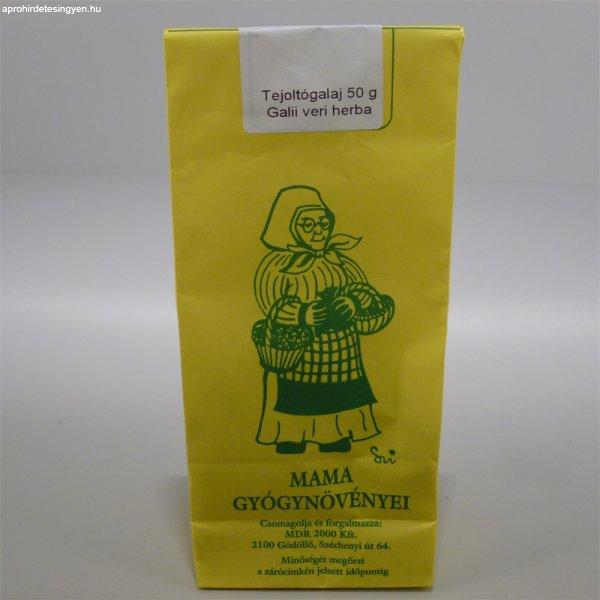 aprohirdetesingyen.hu
Tejoltógalaj 50 g
Galii veri herba
MAMA
GYÓGYNÖVÉNYEI
Csomagolja és forgalmazza:
MDR 2000 Kft.
2100 Gödöllő, Széchenyi út 64.
Minőségét megőrzi
a zárócímkén jelzett időpontig